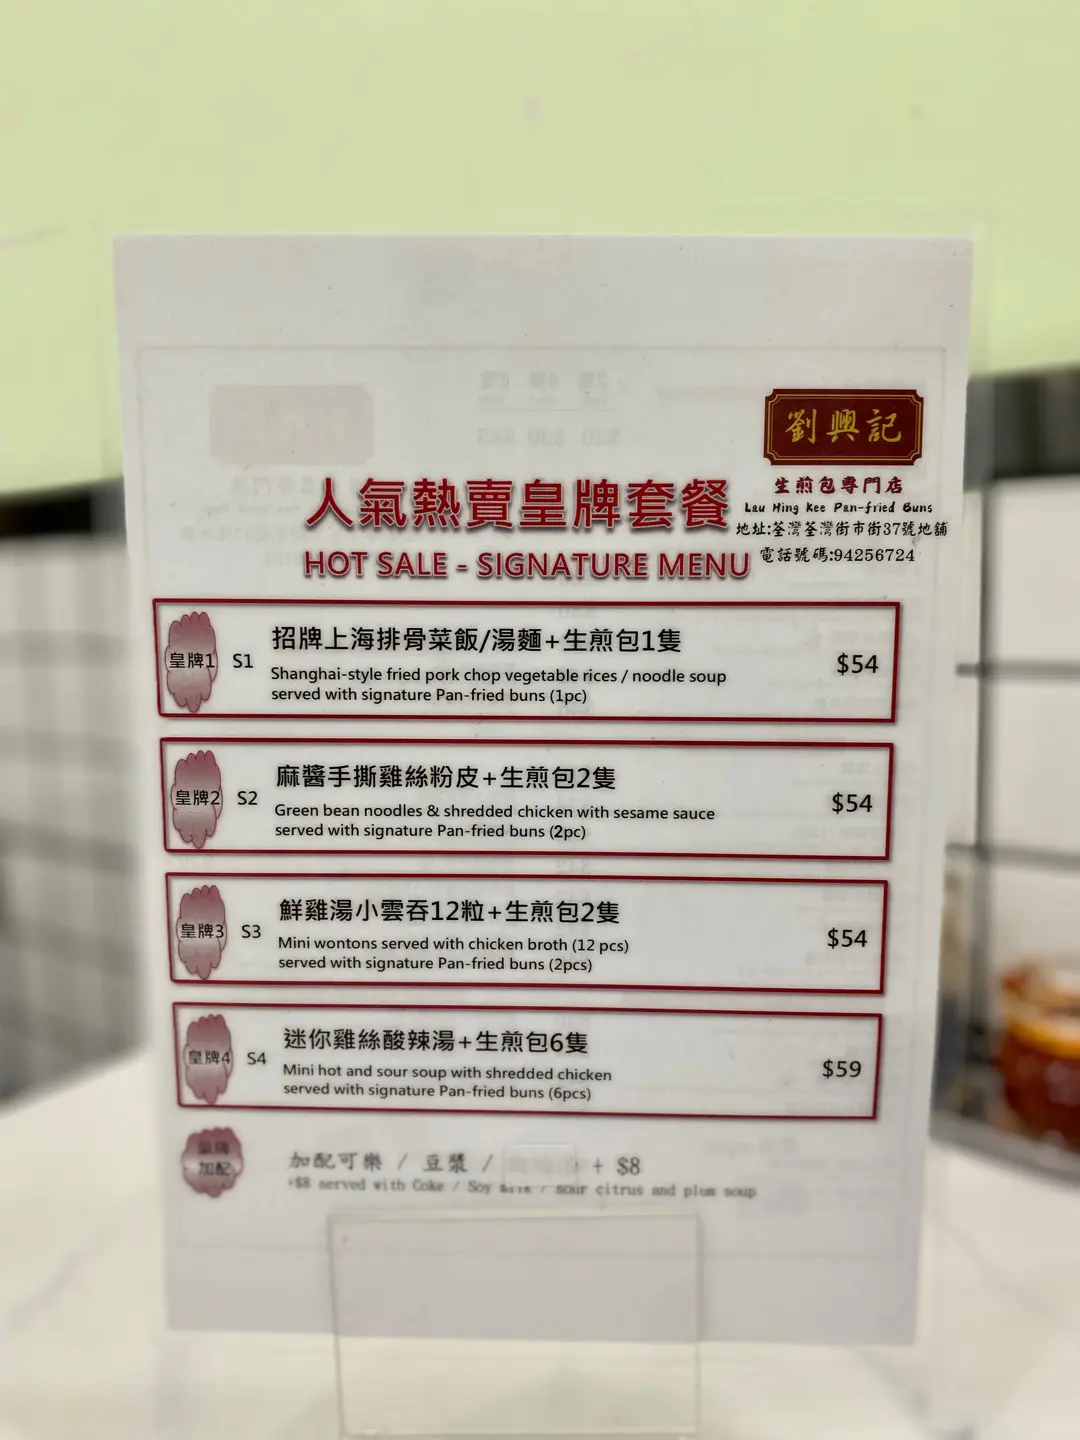 劉興記
生煎包專門店
Lau Hing Kee Pan-fried Buns
地址:荃灣荃灣街市街37號地舖
電話號碼:94256724
人氣熱賣皇牌套餐
HOT SALE - SIGNATURE MENU
皇牌1 S1 招牌上海排骨菜飯/湯麵+生煎包1隻 $54
Shanghai-style fried pork chop vegetable rices / noodle soup
served with signature Pan-fried buns (1pc)
皇牌2 S2 麻醬手撕雞絲粉皮+生煎包2隻 $54
Green bean noodles & shredded chicken with sesame sauce
served with signature Pan-fried buns (2pc)
皇牌3 S3 鮮雞湯小雲吞12粒+生煎包2隻 $54
Mini wontons served with chicken broth (12 pcs)
served with signature Pan-fried buns (2pcs)
皇牌4 S4 迷你雞絲酸辣湯+生煎包6隻 $59
Mini hot and sour soup with shredded chicken
served with signature Pan-fried buns (6pcs)
皇牌
加配
加配可樂 / 豆漿 / + $8
+$8 served with Coke / Soy milk / sour citrus and plum soup